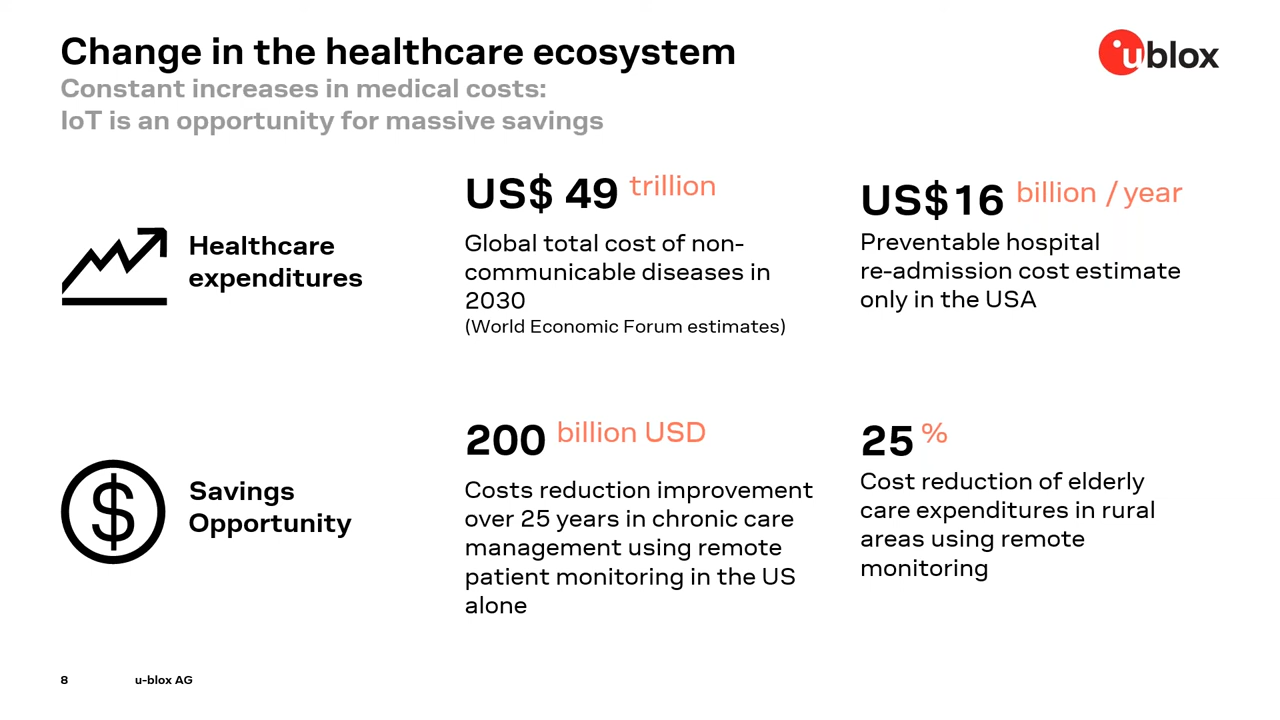 Change in the healthcare ecosystem
Constant increases in medical costs:
IoT is an opportunity for massive savings
ublox
Healthcare
expenditures
US$ 49 trillion
Global total cost of non-
communicable diseases in
2030
(World Economic Forum estimates)
US$16 billion / year
Preventable hospital
re-admission cost estimate
only in the USA
$
Savings
Opportunity
200 billion USD
Costs reduction improvement
over 25 years in chronic care
management using remote
patient monitoring in the US
alone
25 %
Cost reduction of elderly
care expenditures in rural
areas using remote
monitoring
8 u-blox AG